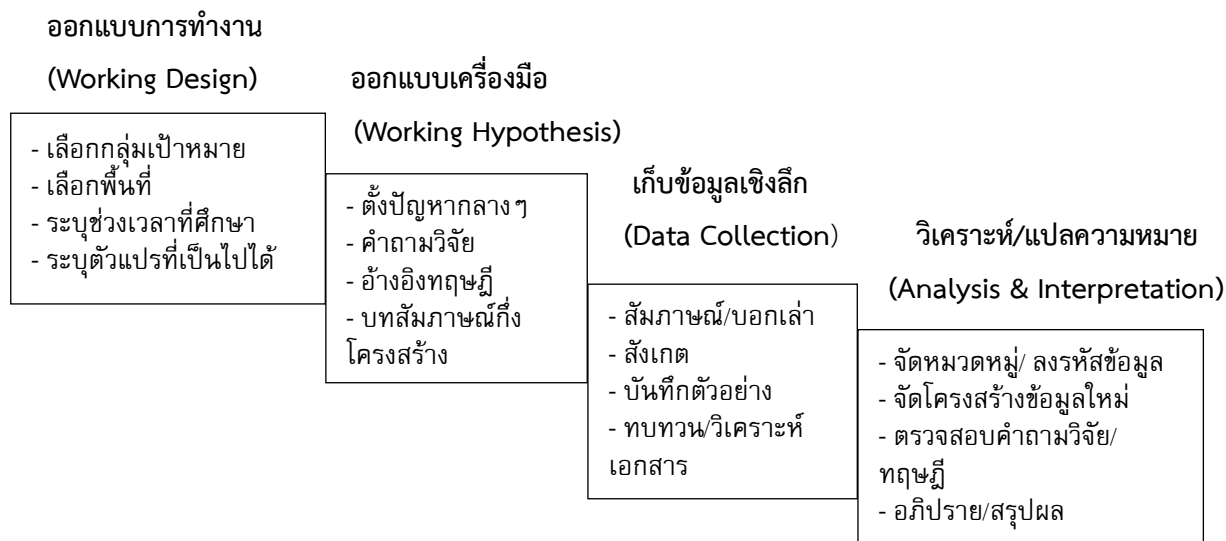 ออกแบบการทำงาน
(Working Design)
- เลือกกลุ่มเป้าหมาย
- เลือกพื้นที่
- ระบุช่วงเวลาที่ศึกษา
- ระบุตัวแปรที่เป็นไปได้
ออกแบบเครื่องมือ
(Working Hypothesis)
- ตั้งปัญหากลางๆ
- คำถามวิจัย
- อ้างอิงทฤษฎี
- บทสัมภาษณ์กึ่ง
โครงสร้าง
เก็บข้อมูลเชิงลึก
(Data Collection)
- สัมภาษณ์/บอกเล่า
- สังเกต
- บันทึกตัวอย่าง
- ทบทวน/วิเคราะห์
เอกสาร
วิเคราะห์/แปลความหมาย
(Analysis & Interpretation)
- จัดหมวดหมู่/ ลงรหัสข้อมูล
- จัดโครงสร้างข้อมูลใหม่
- ตรวจสอบคำถามวิจัย/
ทฤษฎี
- อภิปราย/สรุปผล